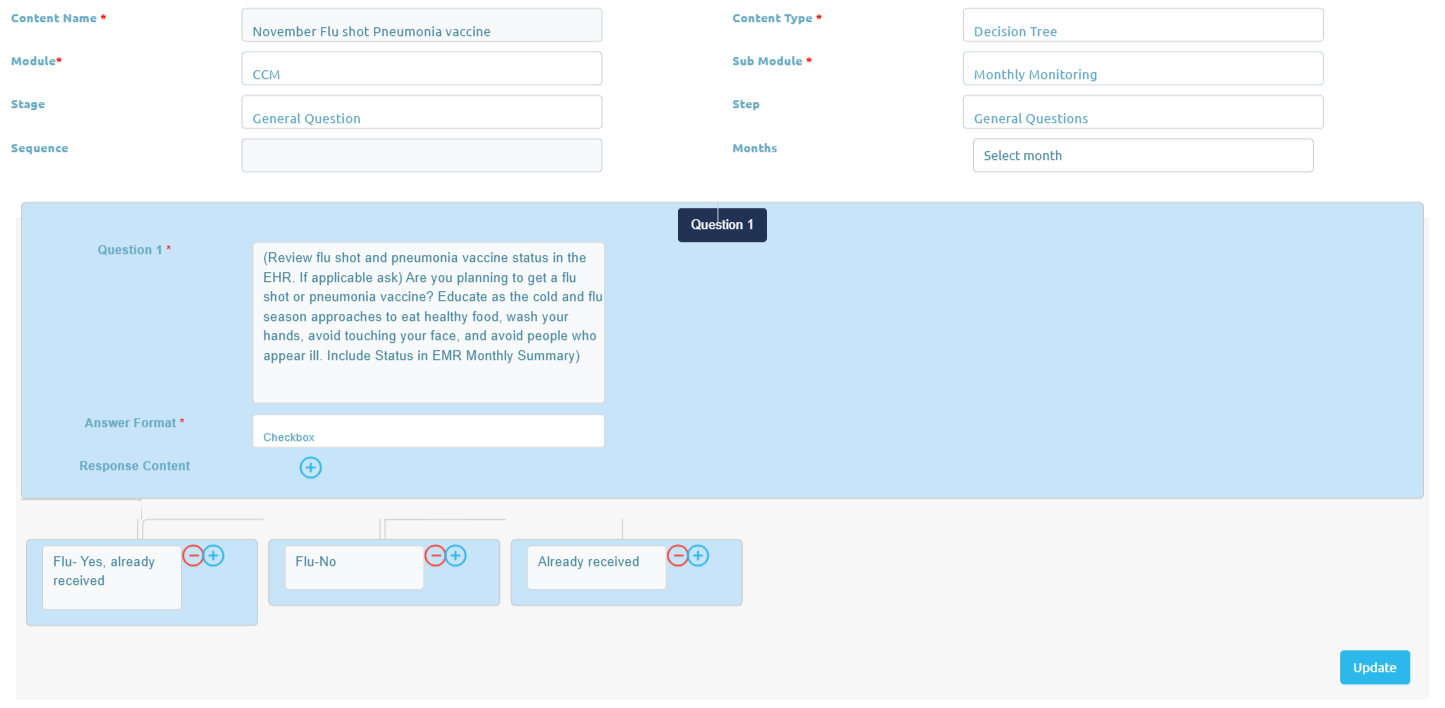 Content Name *
November Flu shot Pneumonia vaccine
Content Type *
Decision Tree
Module*
CCM
Sub Module *
Monthly Monitoring
Stage
General Question
Step
General Questions
Sequence
Months
Select month
Question 1
Question 1 *
(Review flu shot and pneumonia vaccine status in the
EHR. If applicable ask) Are you planning to get a flu
shot or pneumonia vaccine? Educate as the cold and flu
season approaches to eat healthy food, wash your
hands, avoid touching your face, and avoid people who
appear ill. Include Status in EMR Monthly Summary)
Answer Format *
Checkbox
Response Content
Flu- Yes, already
received
Flu-No
Already received
Update